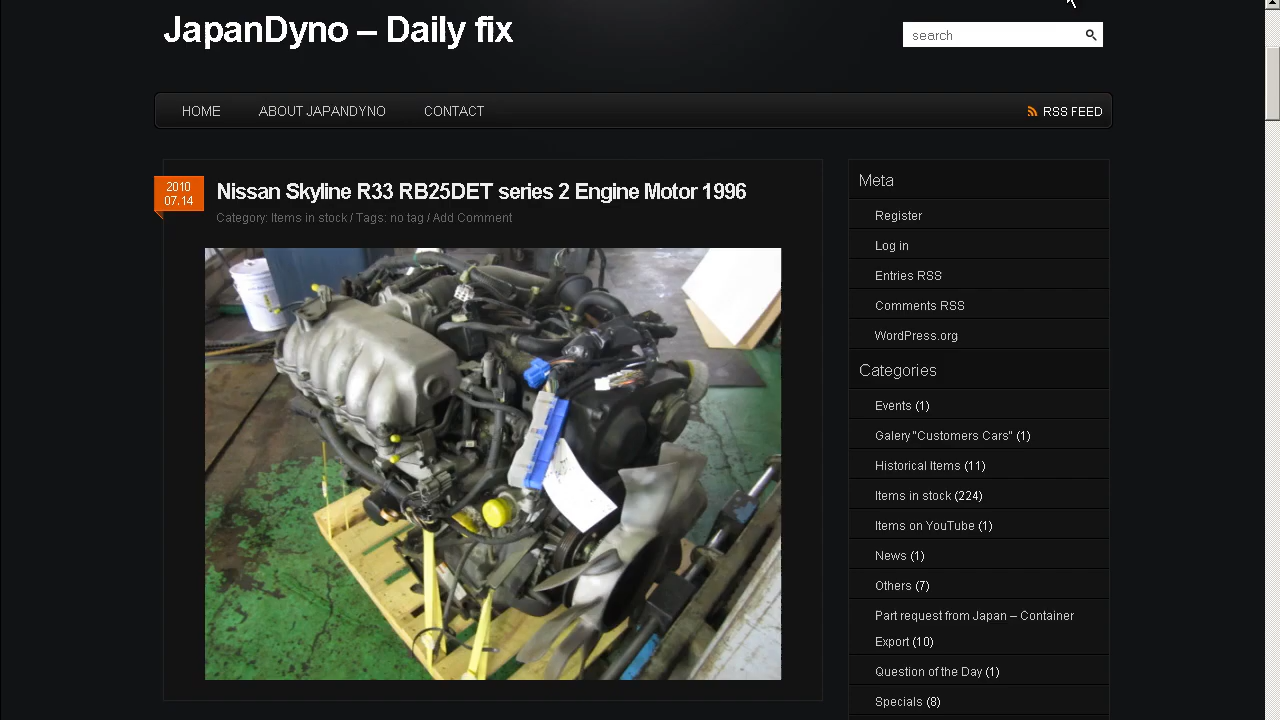 JapanDyno – Daily fix
search
HOME
ABOUT JAPANDYNO
CONTACT
RSS FEED
2010
07.14
Nissan Skyline R33 RB25DET series 2 Engine Motor 1996
Category: Items in stock / Tags: no tag / Add Comment
Meta
Register
Log in
Entries RSS
Comments RSS
WordPress.org
Categories
Events (1)
Galery "Customers Cars" (1)
Historical Items (11)
Items in stock (224)
Items on YouTube (1)
News (1)
Others (7)
Part request from Japan – Container
Export (10)
Question of the Day (1)
Specials (8)